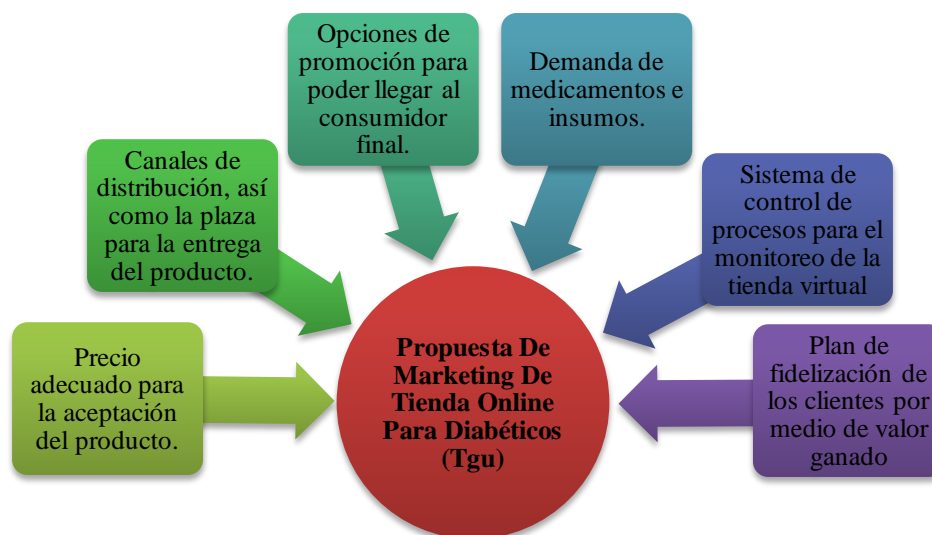 Opciones de
promoción para
poder llegar al
consumidor
final.
Demanda de
medicamentos e
insumos.
Canales de
distribución, así
como la plaza
para la entrega
del producto.
Sistema de
control de
procesos para el
monitoreo de la
tienda virtual
Precio
adecuado para
la aceptación
del producto.
Propuesta De
Marketing De
Tienda Online
Para Diabéticos
(Tgu)
Plan de
fidelización de
los clientes por
medio de valor
ganado